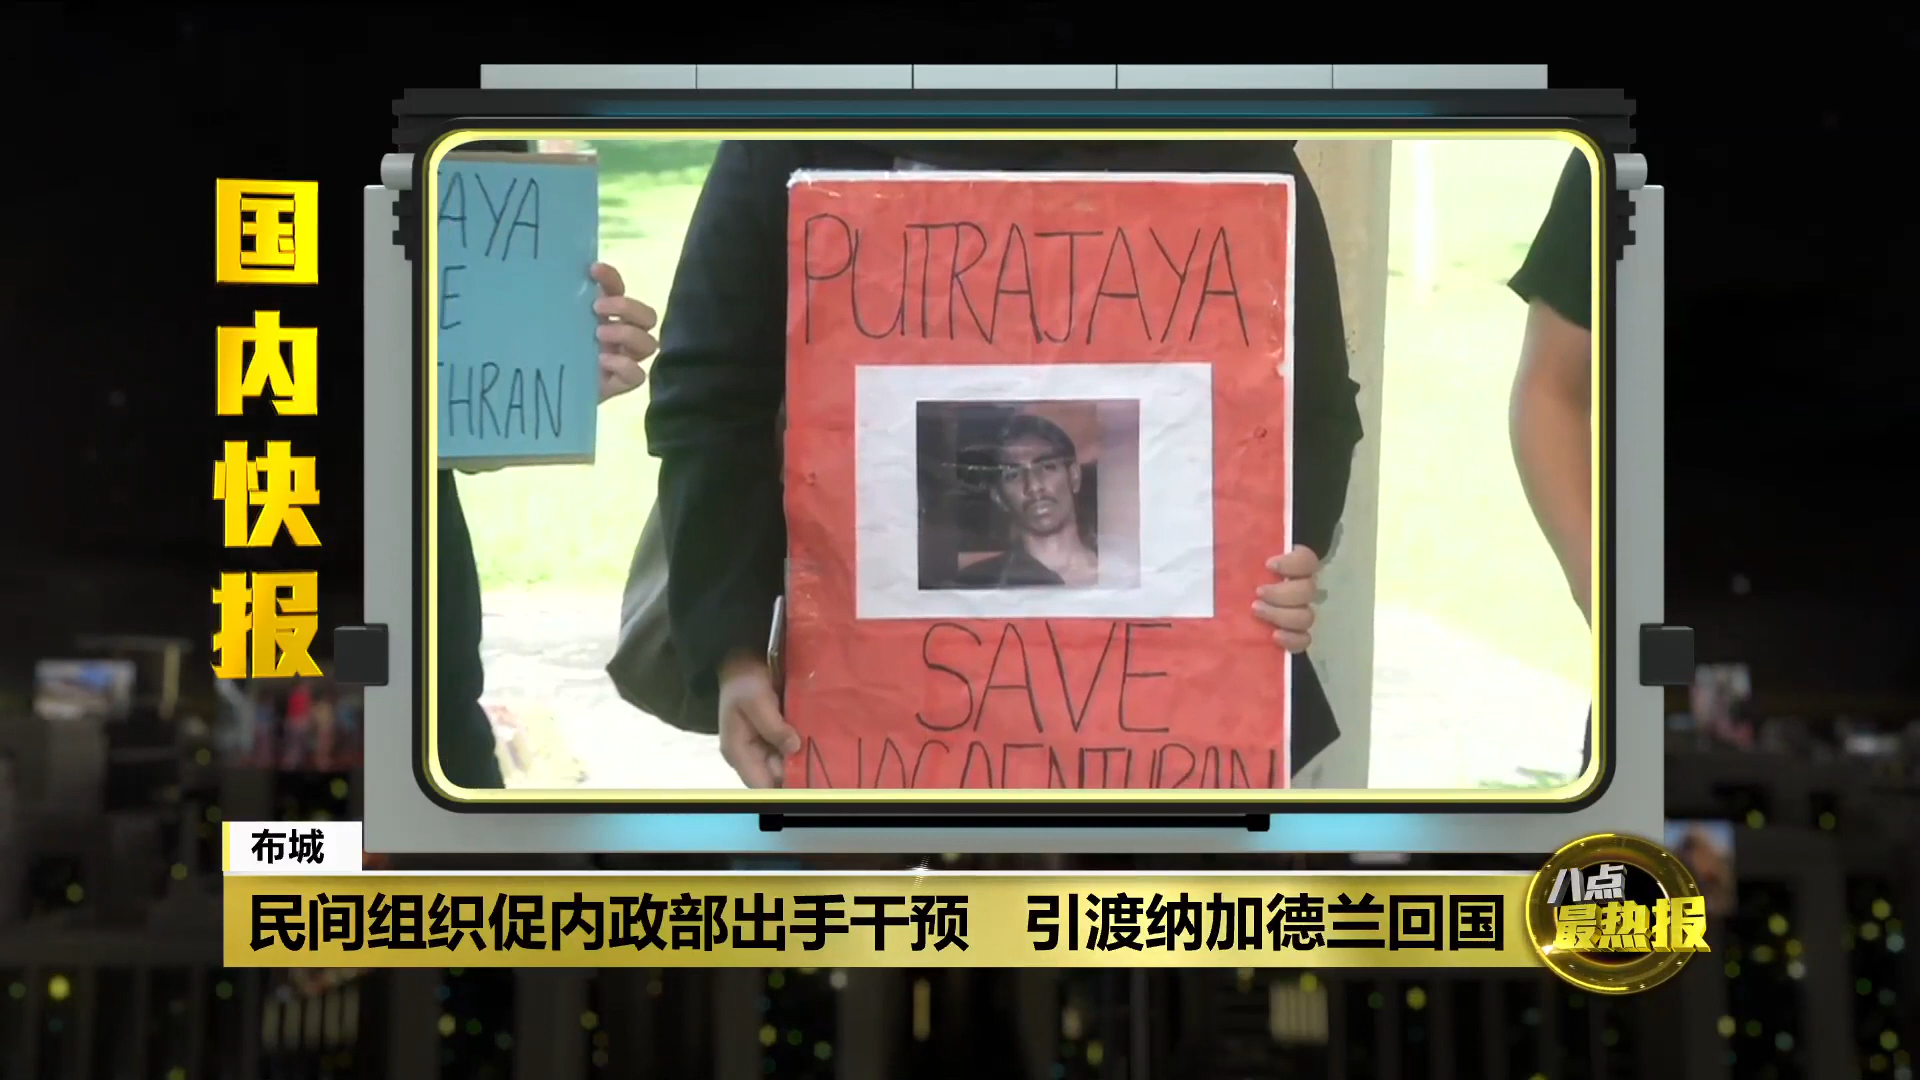 国内快报
AYA
E
HRAN
PUTRAJAYA
SAVE
NAGAENTHRAN
布城
民间组织促内政部出手干预 引渡纳加德兰回国
八点
最热报